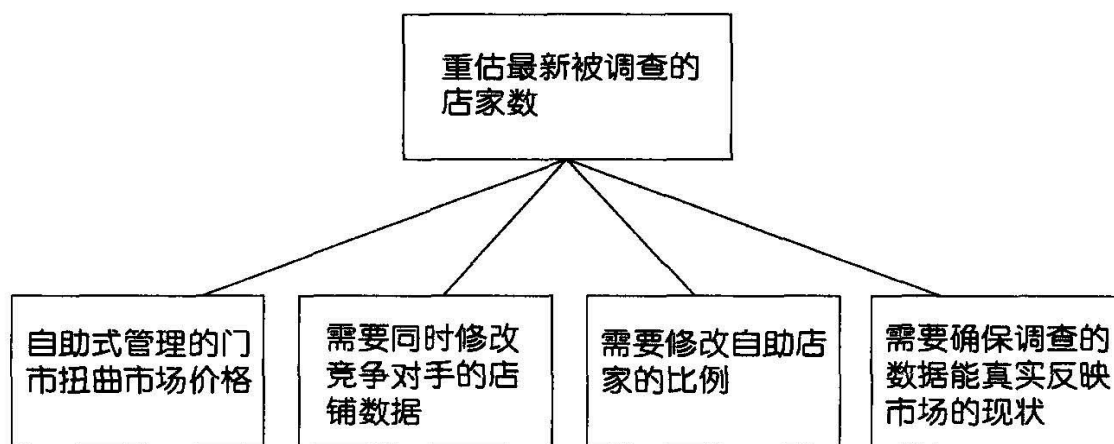 重估最新被调查的
店家数
自助式管理的门
市扭曲市场价格
需要同时修改
竞争对手的店
铺数据
需要修改自助店
家的比例
需要确保调查的
数据能真实反映
市场的现状